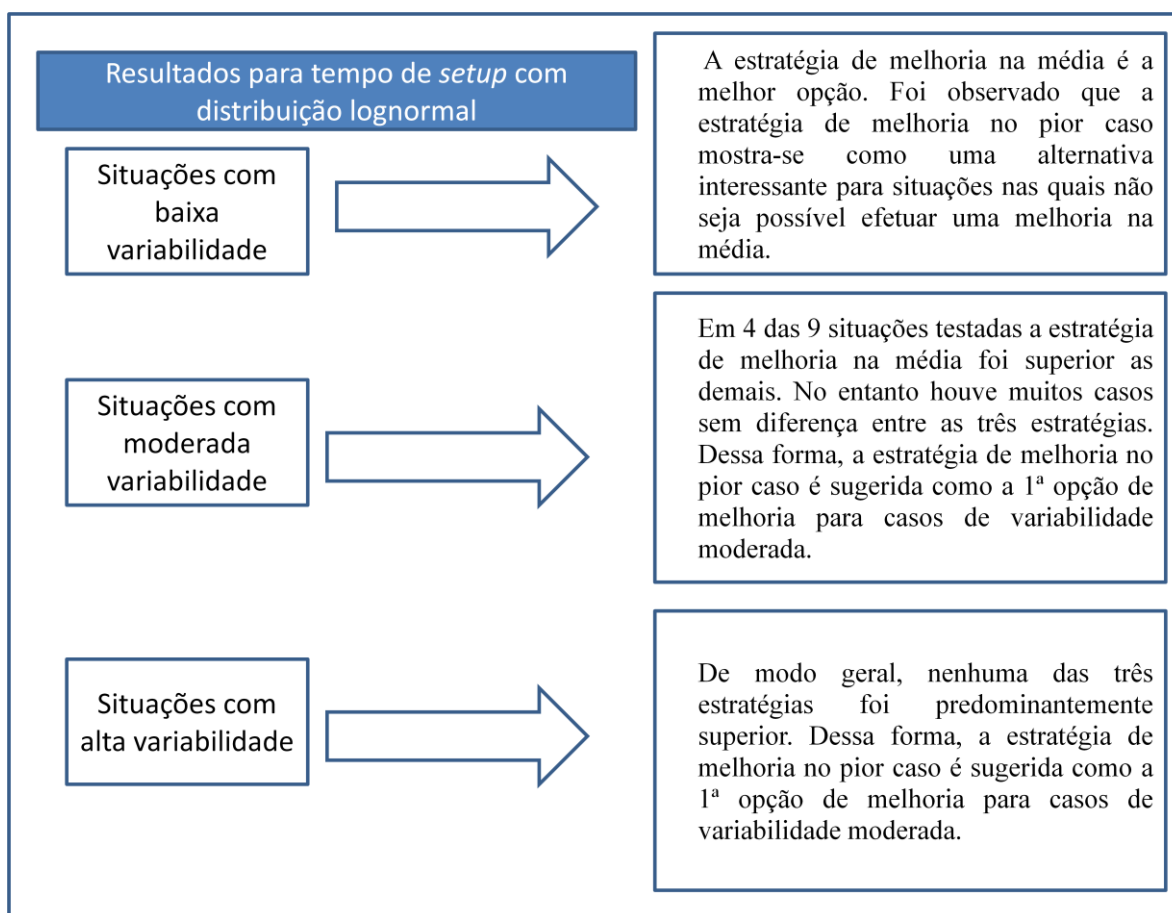 Resultados para tempo de setup com
distribuição lognormal
Situações com
baixa
variabilidade
A estratégia de melhoria na média é a
melhor opção. Foi observado que a
estratégia de melhoria no pior caso
mostra-se como uma alternativa
interessante para situações nas quais não
seja possível efetuar uma melhoria na
média.
Situações com
moderada
variabilidade
Em 4 das 9 situações testadas a estratégia
de melhoria na média foi superior as
demais. No entanto houve muitos casos
sem diferença entre as três estratégias.
Dessa forma, a estratégia de melhoria no
pior caso é sugerida como a 1ª opção de
melhoria para casos de variabilidade
moderada.
Situações com
alta variabilidade
De modo geral, nenhuma das três
estratégias foi predominantemente
superior. Dessa forma, a estratégia de
melhoria no pior caso é sugerida como a
1ª opção de melhoria para casos de
variabilidade moderada.